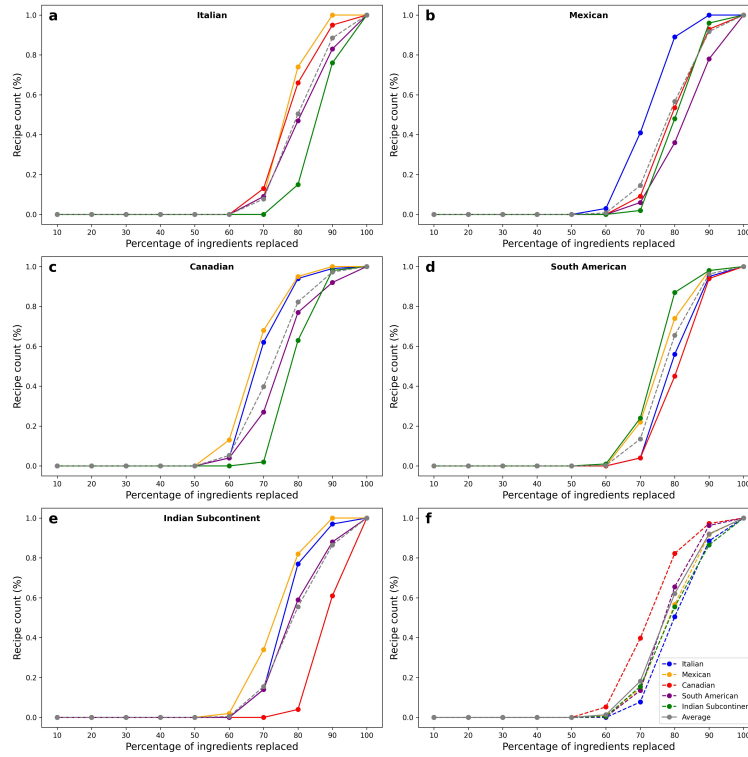 a
Italian
Recipe count (%)
1.0
0.8
0.6
0.4
0.2
0.0
10 20 30 40 50 60 70 80 90 100
Percentage of ingredients replaced
b
Mexican
Recipe count (%)
1.0
0.8
0.6
0.4
0.2
0.0
10 20 30 40 50 60 70 80 90 100
Percentage of ingredients replaced
c
Canadian
Recipe count (%)
1.0
0.8
0.6
0.4
0.2
0.0
10 20 30 40 50 60 70 80 90 100
Percentage of ingredients replaced
d
South American
Recipe count (%)
1.0
0.8
0.6
0.4
0.2
0.0
10 20 30 40 50 60 70 80 90 100
Percentage of ingredients replaced
e
Indian Subcontinent
Recipe count (%)
1.0
0.8
0.6
0.4
0.2
0.0
10 20 30 40 50 60 70 80 90 100
Percentage of ingredients replaced
f
Recipe count (%)
1.0
0.8
0.6
0.4
0.2
0.0
10 20 30 40 50 60 70 80 90 100
Percentage of ingredients replaced
Italian
Mexican
Canadian
South American
Indian Subcontinent
Average